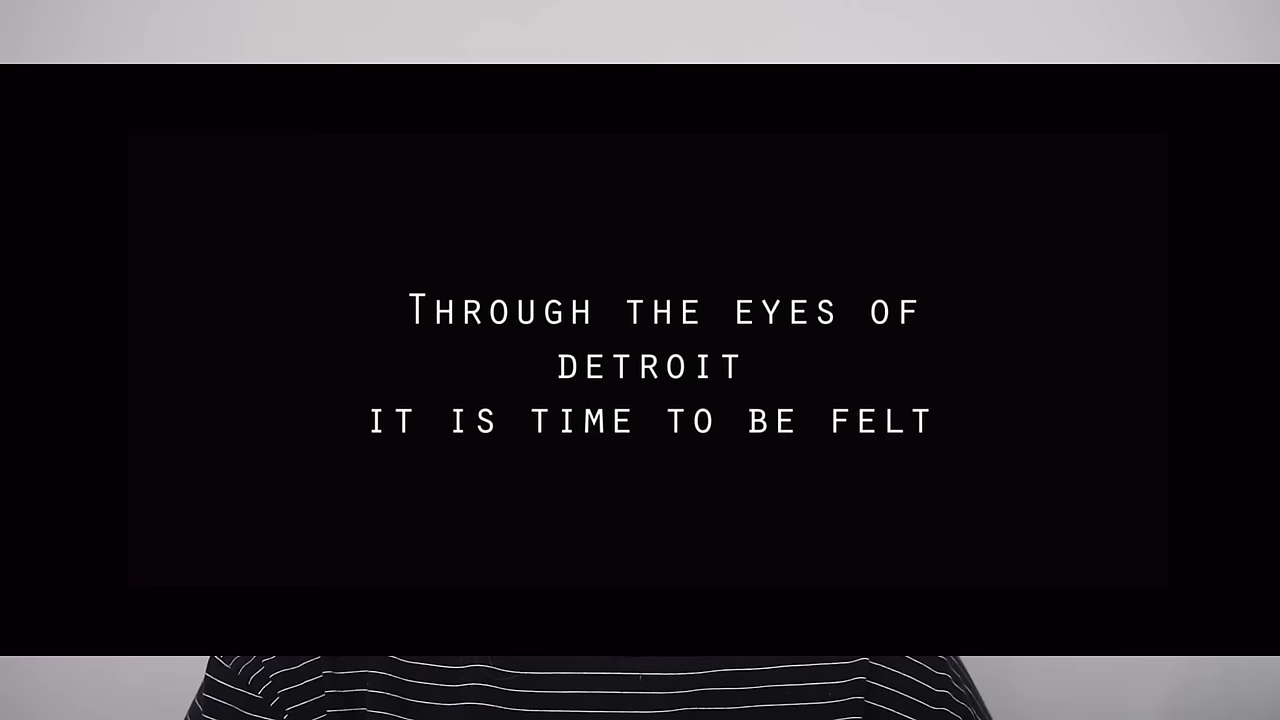 Through the eyes of
detroit
it is time to be felt